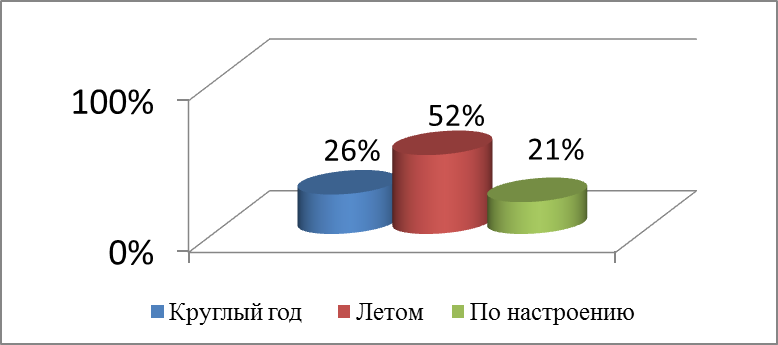 100%
52%
26%
21%
0%
Круглый год
Летом
По настроению